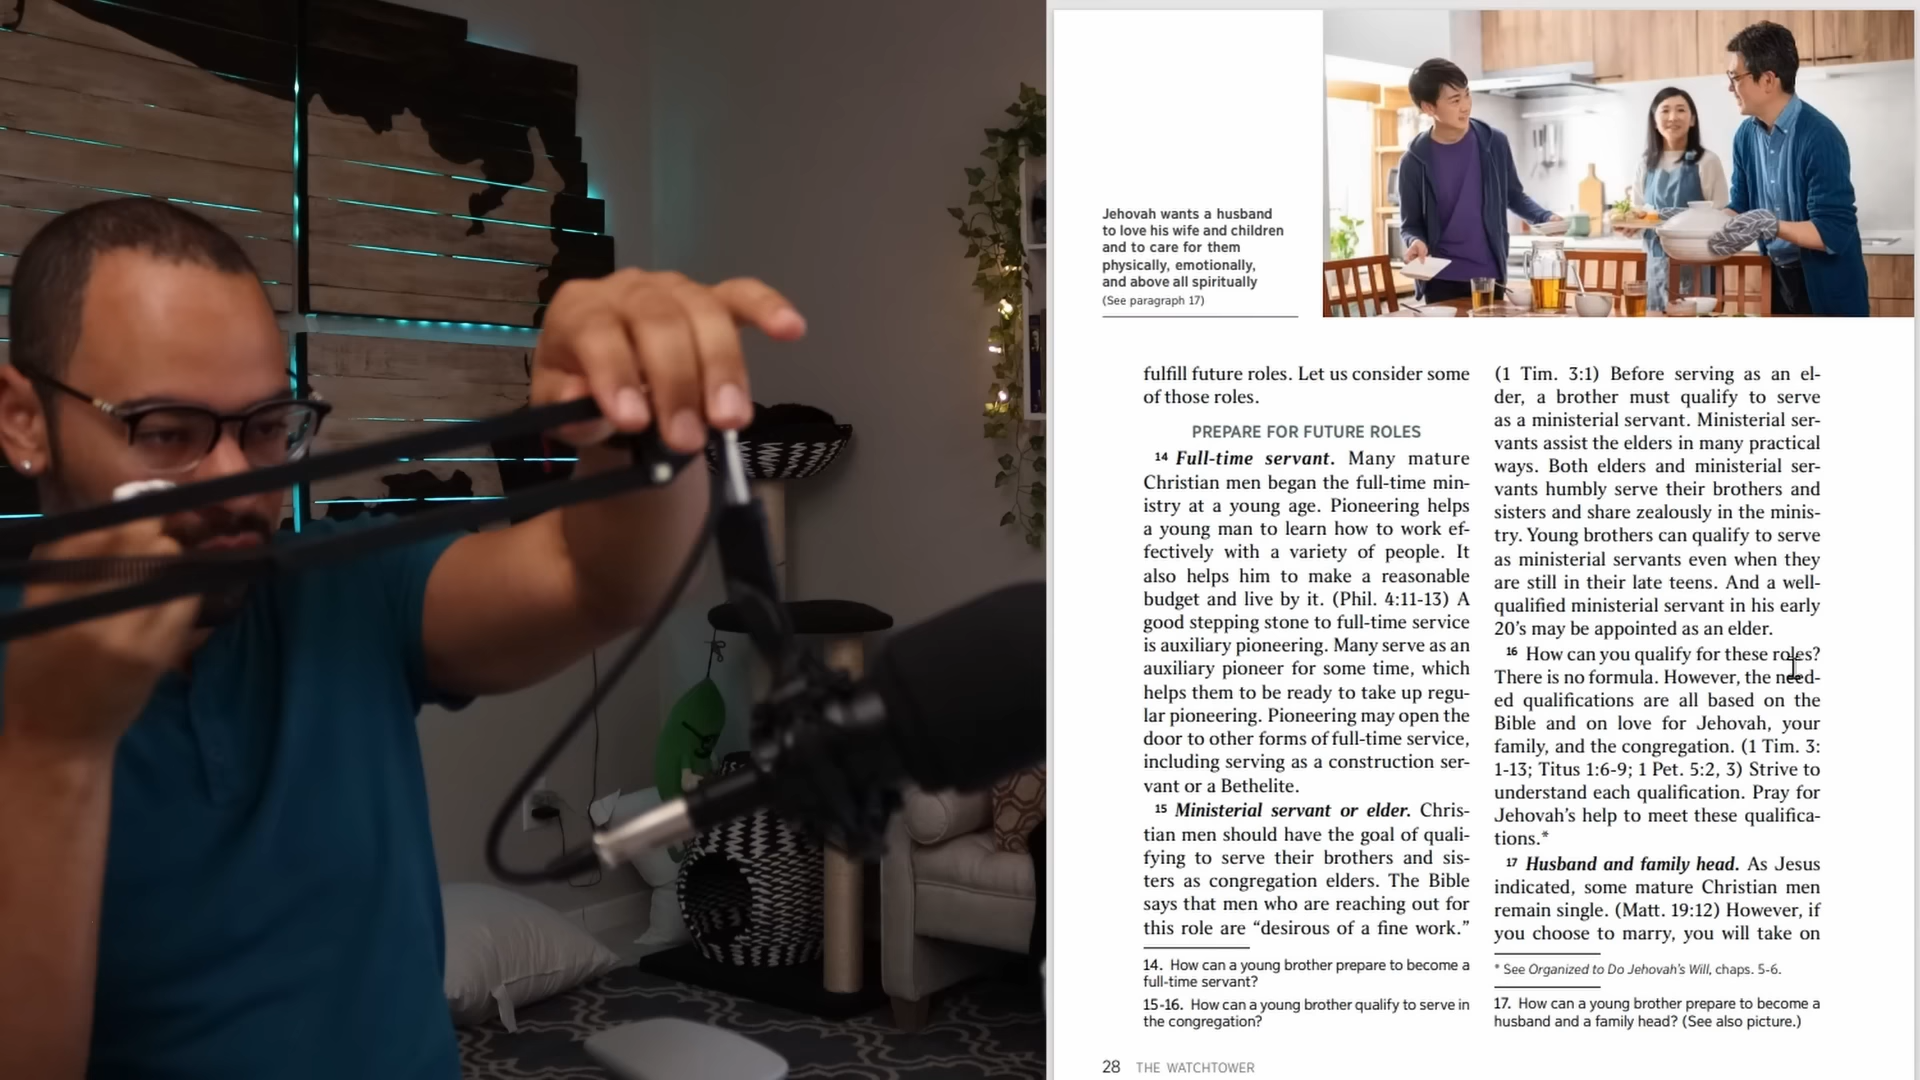 Jehovah wants a husband
to love his wife and children
and to care for them
physically, emotionally,
and above all spiritually
(See paragraph 17)
fulfill future roles. Let us consider some
of those roles.
PREPARE FOR FUTURE ROLES
14 Full-time servant. Many mature
Christian men began the full-time min-
istry at a young age. Pioneering helps
a young man to learn how to work ef-
fectively with a variety of people. It
also helps him to make a reasonable
budget and live by it. (Phil. 4:11-13) A
good stepping stone to full-time service
is auxiliary pioneering. Many serve as an
auxiliary pioneer for some time, which
helps them to be ready to take up regu-
lar pioneering. Pioneering may open the
door to other forms of full-time service,
including serving as a construction ser-
vant or a Bethelite.
15 Ministerial servant or elder. Chris-
tian men should have the goal of quali-
fying to serve their brothers and sis-
ters as congregation elders. The Bible
says that men who are reaching out for
this role are “desirous of a fine work.”
14. How can a young brother prepare to become a
full-time servant?
15-16. How can a young brother qualify to serve in
the congregation?
(1 Tim. 3:1) Before serving as an el-
der, a brother must qualify to serve
as a ministerial servant. Ministerial ser-
vants assist the elders in many practical
ways. Both elders and ministerial ser-
vants humbly serve their brothers and
sisters and share zealously in the minis-
try. Young brothers can qualify to serve
as ministerial servants even when they
are still in their late teens. And a well-
qualified ministerial servant in his early
20’s may be appointed as an elder.
16 How can you qualify for these roles?
There is no formula. However, the need-
ed qualifications are all based on the
Bible and on love for Jehovah, your
family, and the congregation. (1 Tim. 3:
1-13; Titus 1:6-9; 1 Pet. 5:2, 3) Strive to
understand each qualification. Pray for
Jehovah’s help to meet these qualifica-
tions.*
17 Husband and family head. As Jesus
indicated, some mature Christian men
remain single. (Matt. 19:12) However, if
you choose to marry, you will take on
* See Organized to Do Jehovah’s Will, chaps. 5-6.
17. How can a young brother prepare to become a
husband and a family head? (See also picture.)
28 THE WATCHTOWER